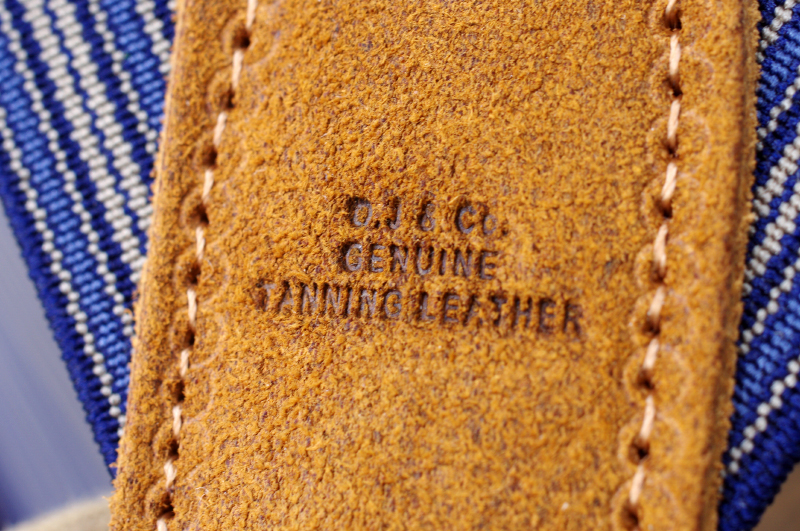 O.J & Co.
GENUINE
TANNING LEATHER